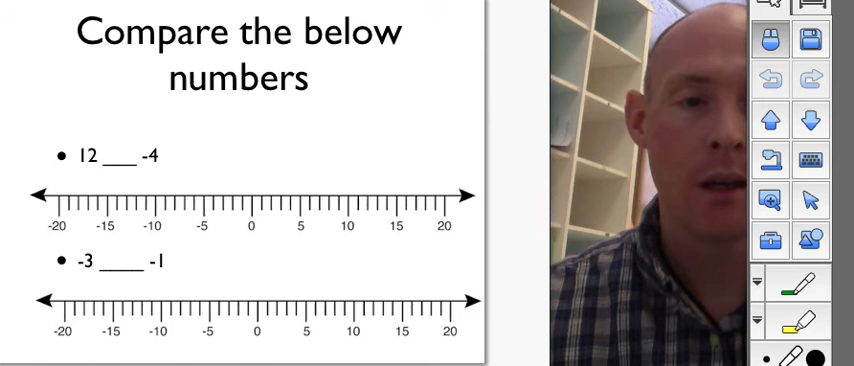 Compare the below
numbers
• 12 ___ -4
-20 -15 -10 -5 0 5 10 15 20
• -3 ____ -1
-20 -15 -10 -5 0 5 10 15 20